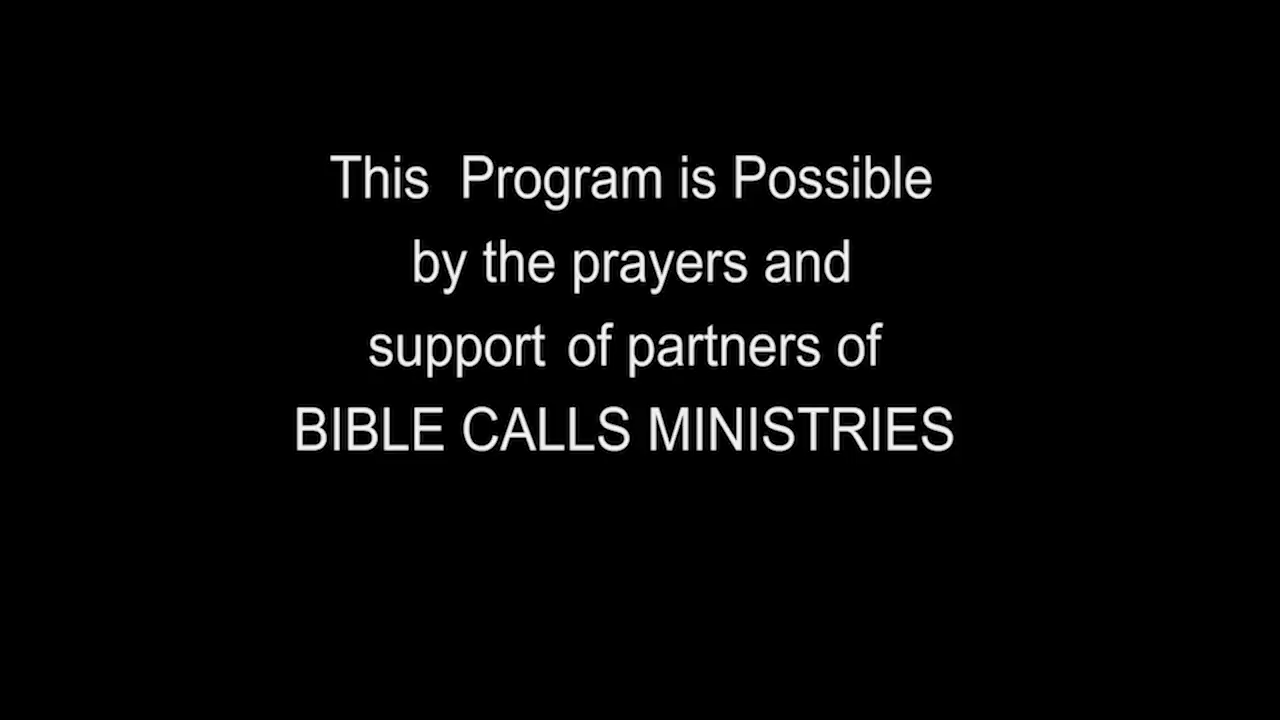 This  Program is Possible
by the prayers and
support of partners of
BIBLE CALLS MINISTRIES